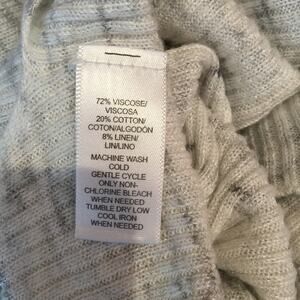 72% VISCOSE/
VISCOSA
20% COTTON/
COTON/ALGODÓN
8% LINEN/
LIN/LINO
MACHINE WASH
COLD
GENTLE CYCLE
ONLY NON-
CHLORINE BLEACH
WHEN NEEDED
TUMBLE DRY LOW
COOL IRON
WHEN NEEDED